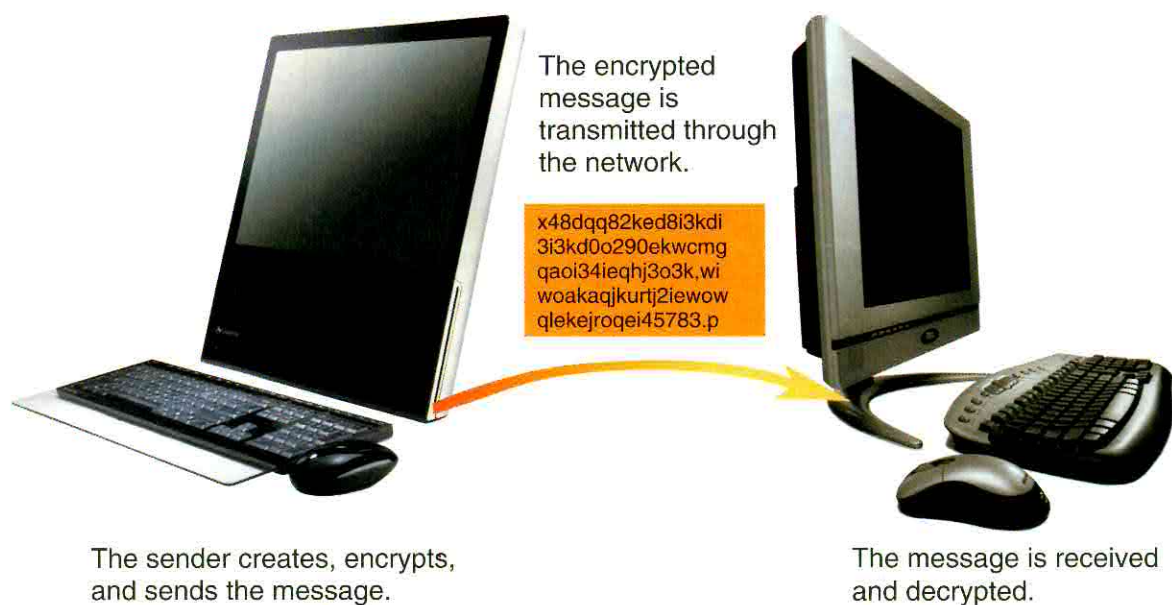 The encrypted
message is
transmitted through
the network.
x48dqq82ked8i3kdi
3i3kd0o290ekwcmg
qaoi34ieqhj3o3k,wi
woakaqjkurtj2iewow
qlekejroqei45783.p
The sender creates, encrypts,
and sends the message.
The message is received
and decrypted.